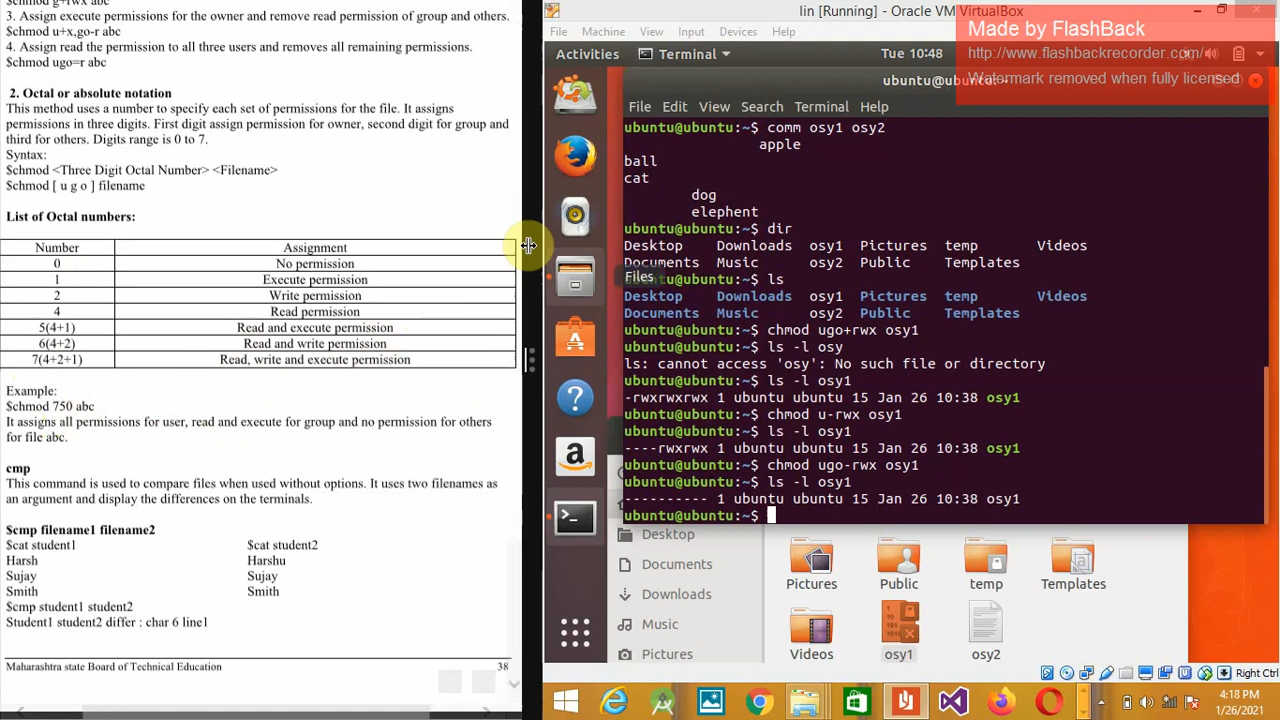 $chmod g+rwx abc
3. Assign execute permissions for the owner and remove read permission of group and others.
$chmod u+x,go-r abc
4. Assign read the permission to all three users and removes all remaining permissions.
$chmod ugo=r abc
2. Octal or absolute notation
This method uses a number to specify each set of permissions for the file. It assigns
permissions in three digits. First digit assign permission for owner, second digit for group and
third for others. Digits range is 0 to 7.
Syntax:
$chmod <Three Digit Octal Number> <Filename>
$chmod [ u g o ] filename
List of Octal numbers:
Number Assignment
0 No permission
1 Execute permission
2 Write permission
4 Read permission
5(4+1) Read and execute permission
6(4+2) Read and write permission
7(4+2+1) Read, write and execute permission
Example:
$chmod 750 abc
It assigns all permissions for user, read and execute for group and no permission for others
for file abc.
cmp
This command is used to compare files when used without options. It uses two filenames as
an argument and display the differences on the terminals.
$cmp filename1 filename2
$cat student1 $cat student2
Harsh Harshu
Sujay Sujay
Smith Smith
$cmp student1 student2
Student1 student2 differ : char 6 line1
Maharashtra state Board of Technical Education 38
lin [Running] - Oracle VM VirtualBox
File Machine View Input Devices Help
Made by FlashBack
http://www.flashbackrecorder.com/
Watermark removed when fully licensed
Activities Terminal Tue 10:48
ubuntu@ubuntu: ~
File Edit View Search Terminal Help
ubuntu@ubuntu:~$ comm osy1 osy2
apple
ball
cat
dog
elephent
ubuntu@ubuntu:~$ dir
Desktop Downloads osy1 Pictures temp Videos
Documents Music osy2 Public Templates
ubuntu@ubuntu:~$ ls
Desktop Downloads osy1 Pictures temp Videos
Documents Music osy2 Public Templates
ubuntu@ubuntu:~$ chmod ugo+rwx osy1
ubuntu@ubuntu:~$ ls -l osy
ls: cannot access 'osy': No such file or directory
ubuntu@ubuntu:~$ ls -l osy1
-rwxrwxrwx 1 ubuntu ubuntu 15 Jan 26 10:38 osy1
ubuntu@ubuntu:~$ chmod u-rwx osy1
ubuntu@ubuntu:~$ ls -l osy1
----rwxrwx 1 ubuntu ubuntu 15 Jan 26 10:38 osy1
ubuntu@ubuntu:~$ chmod ugo-rwx osy1
ubuntu@ubuntu:~$ ls -l osy1
---------- 1 ubuntu ubuntu 15 Jan 26 10:38 osy1
ubuntu@ubuntu:~$
Files
Desktop
Documents
Downloads
Music
Pictures
Pictures Public temp Templates
Videos osy1 osy2
Right Ctrl
4:18 PM
1/26/2021